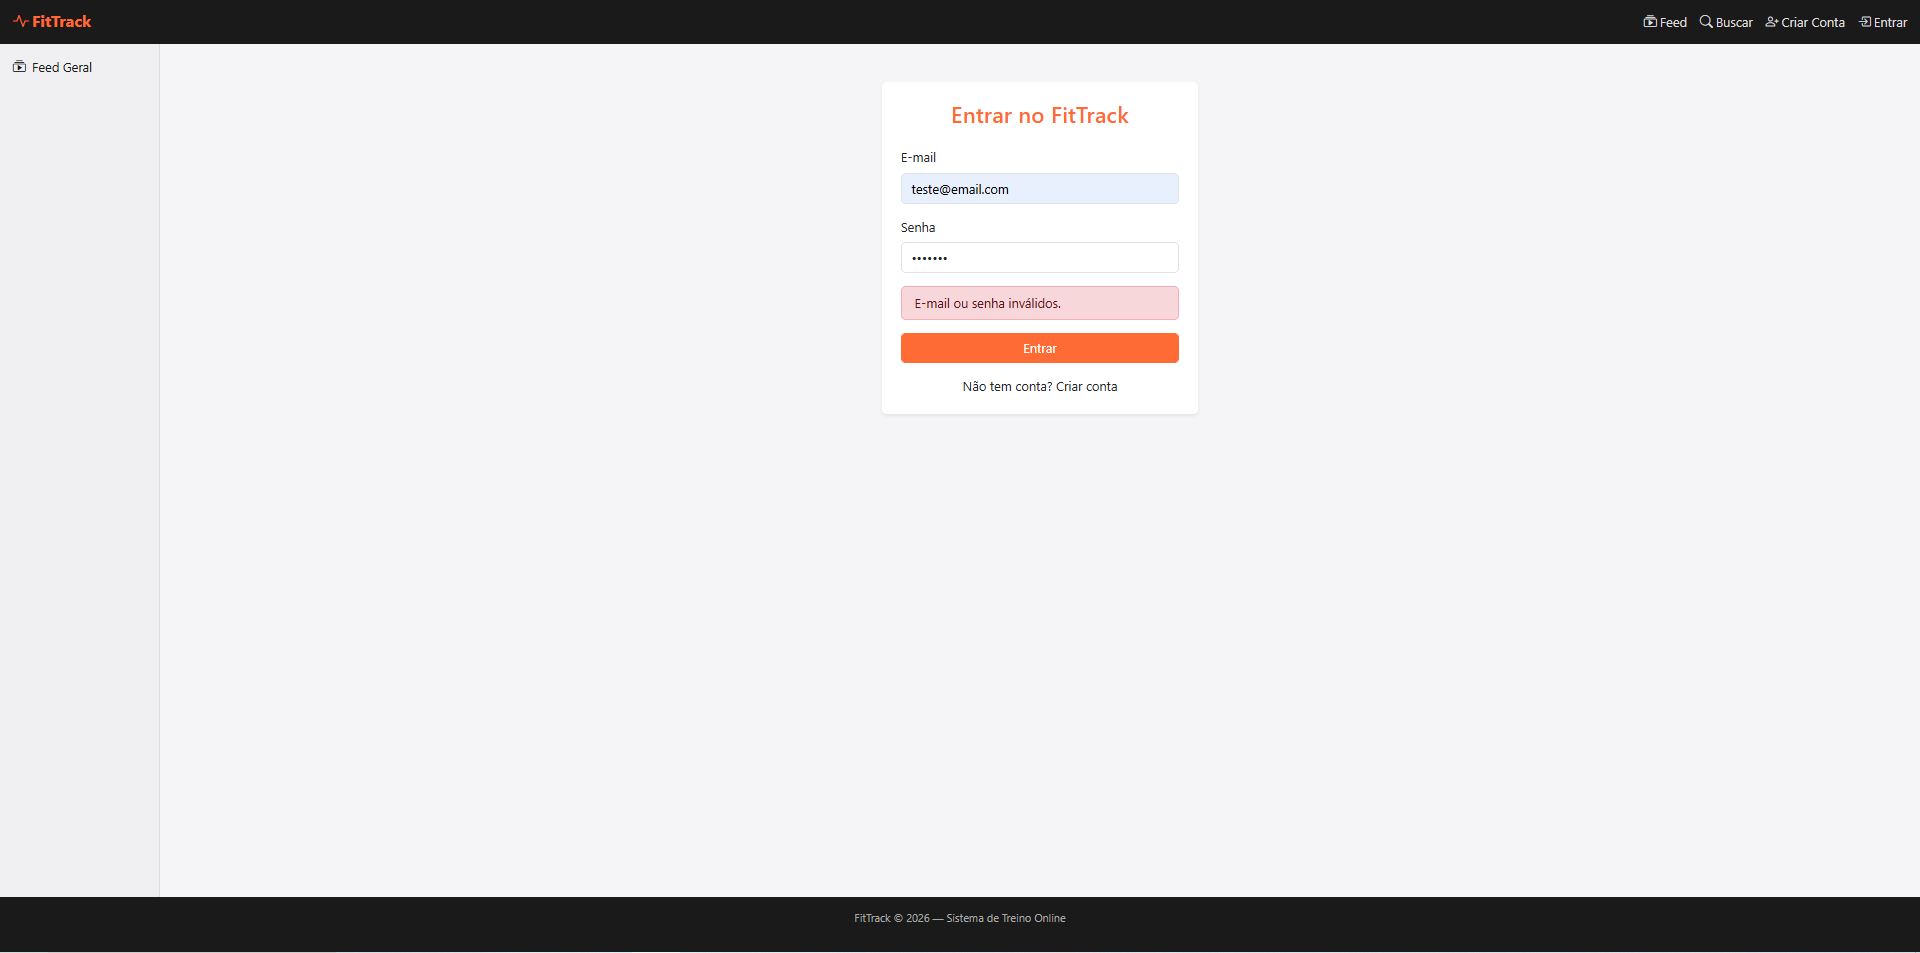 FitTrack
Feed Buscar Criar Conta Entrar
Feed Geral
Entrar no FitTrack
E-mail
teste@email.com
Senha
•••••••
E-mail ou senha inválidos.
Entrar
Não tem conta? Criar conta
FitTrack © 2026 — Sistema de Treino Online